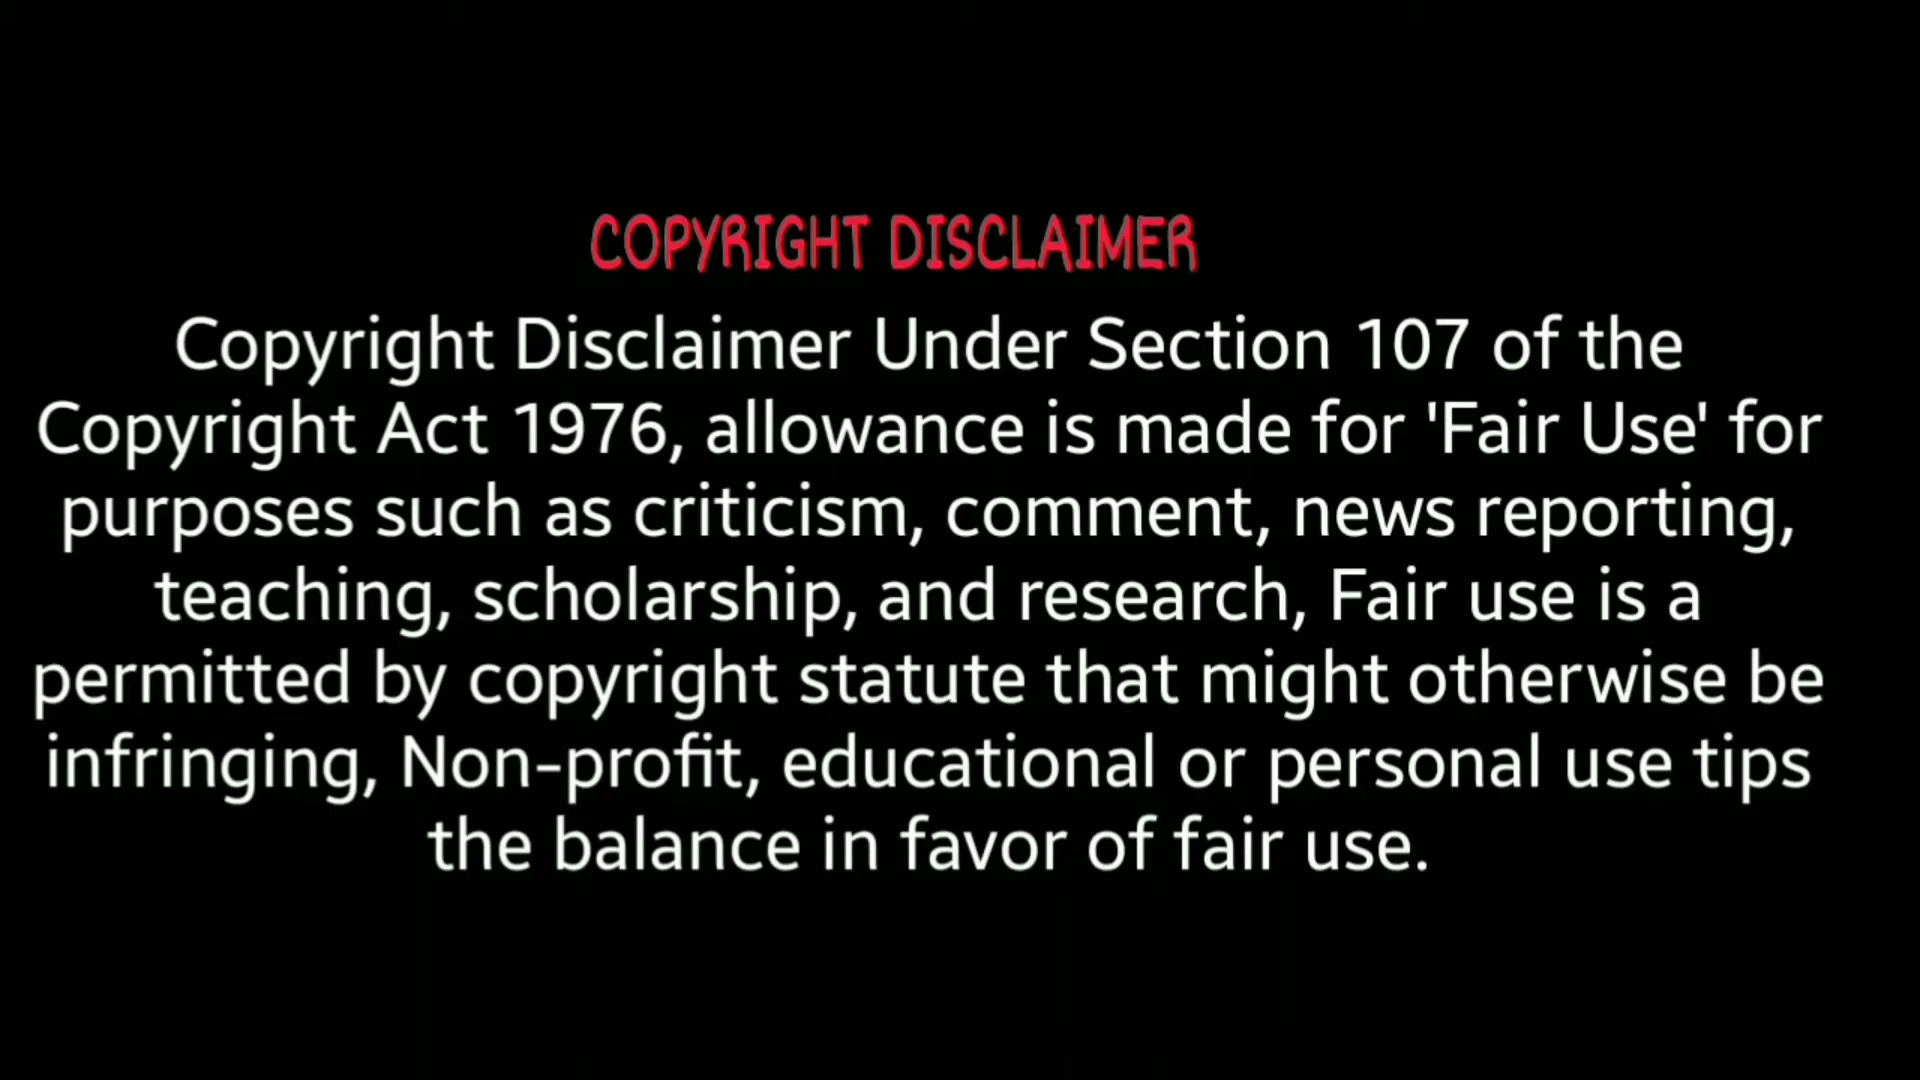 COPYRIGHT DISCLAIMER
Copyright Disclaimer Under Section 107 of the
Copyright Act 1976, allowance is made for 'Fair Use' for
purposes such as criticism, comment, news reporting,
teaching, scholarship, and research, Fair use is a
permitted by copyright statute that might otherwise be
infringing, Non-profit, educational or personal use tips
the balance in favor of fair use.